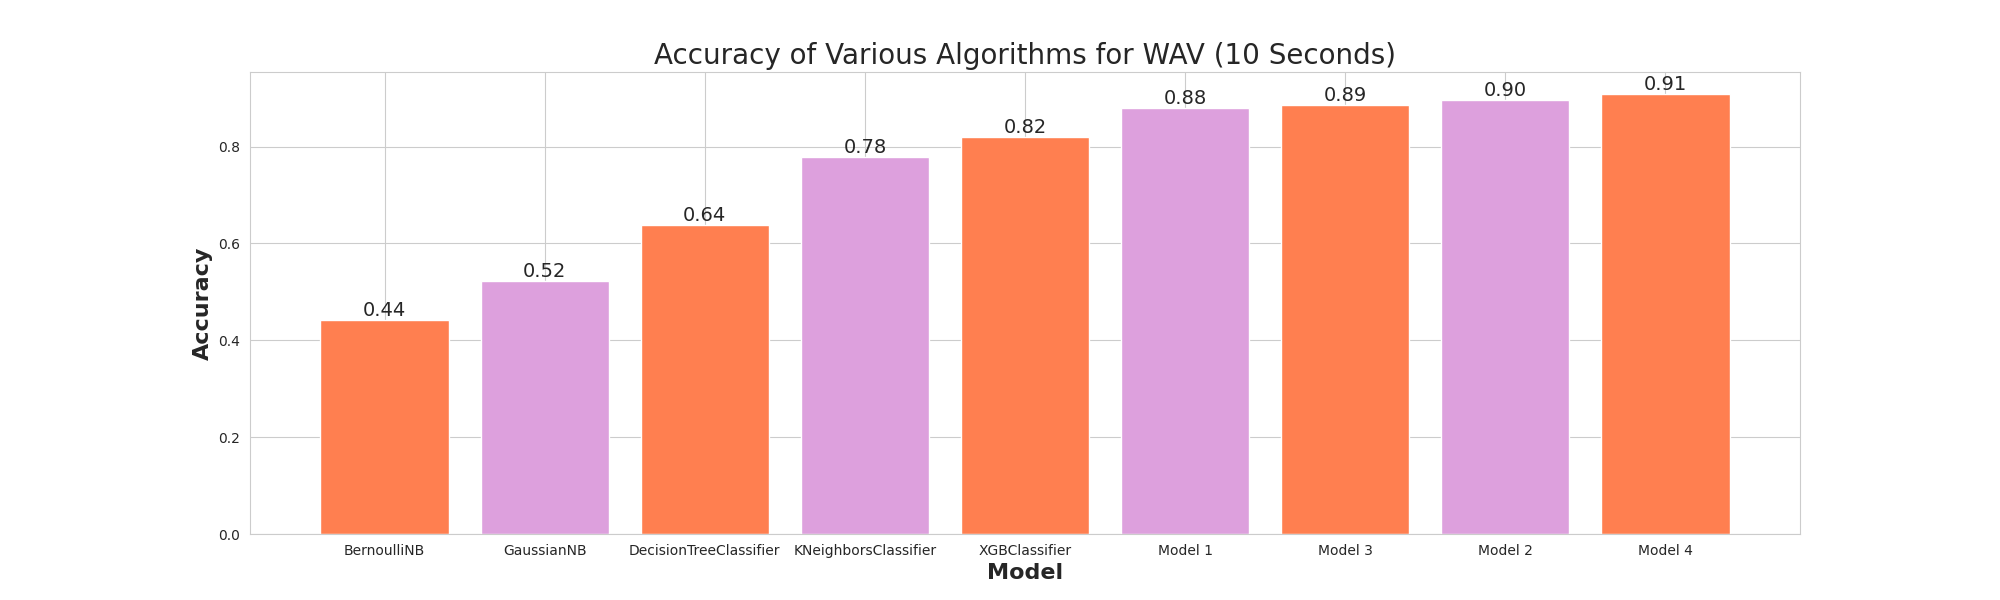 Accuracy of Various Algorithms for WAV (10 Seconds)
0.44
0.52
0.64
0.78
0.82
0.88
0.89
0.90
0.91
0.8
0.6
0.4
0.2
0.0
Accuracy
BernoulliNB
GaussianNB
DecisionTreeClassifier
KNeighborsClassifier
XGBClassifier
Model 1
Model 3
Model 2
Model 4
Model